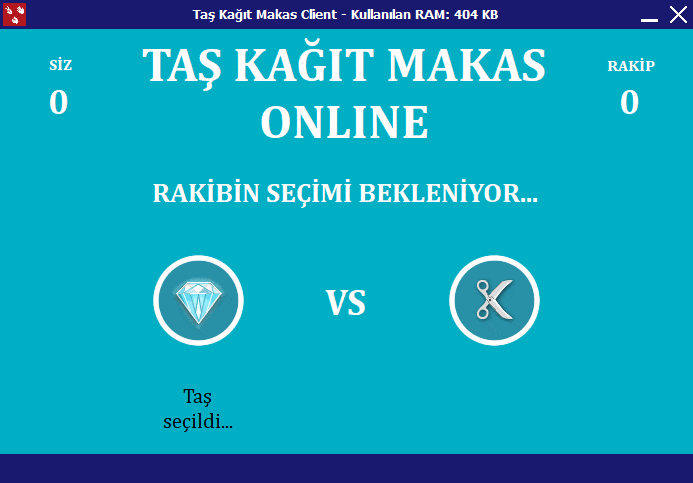 Taş Kağıt Makas Client - Kullanılan RAM: 404 KB
SİZ
0
TAŞ KAĞIT MAKAS
ONLINE
RAKİP
0
RAKİBİN SEÇİMİ BEKLENİYOR...
VS
Taş
seçildi...